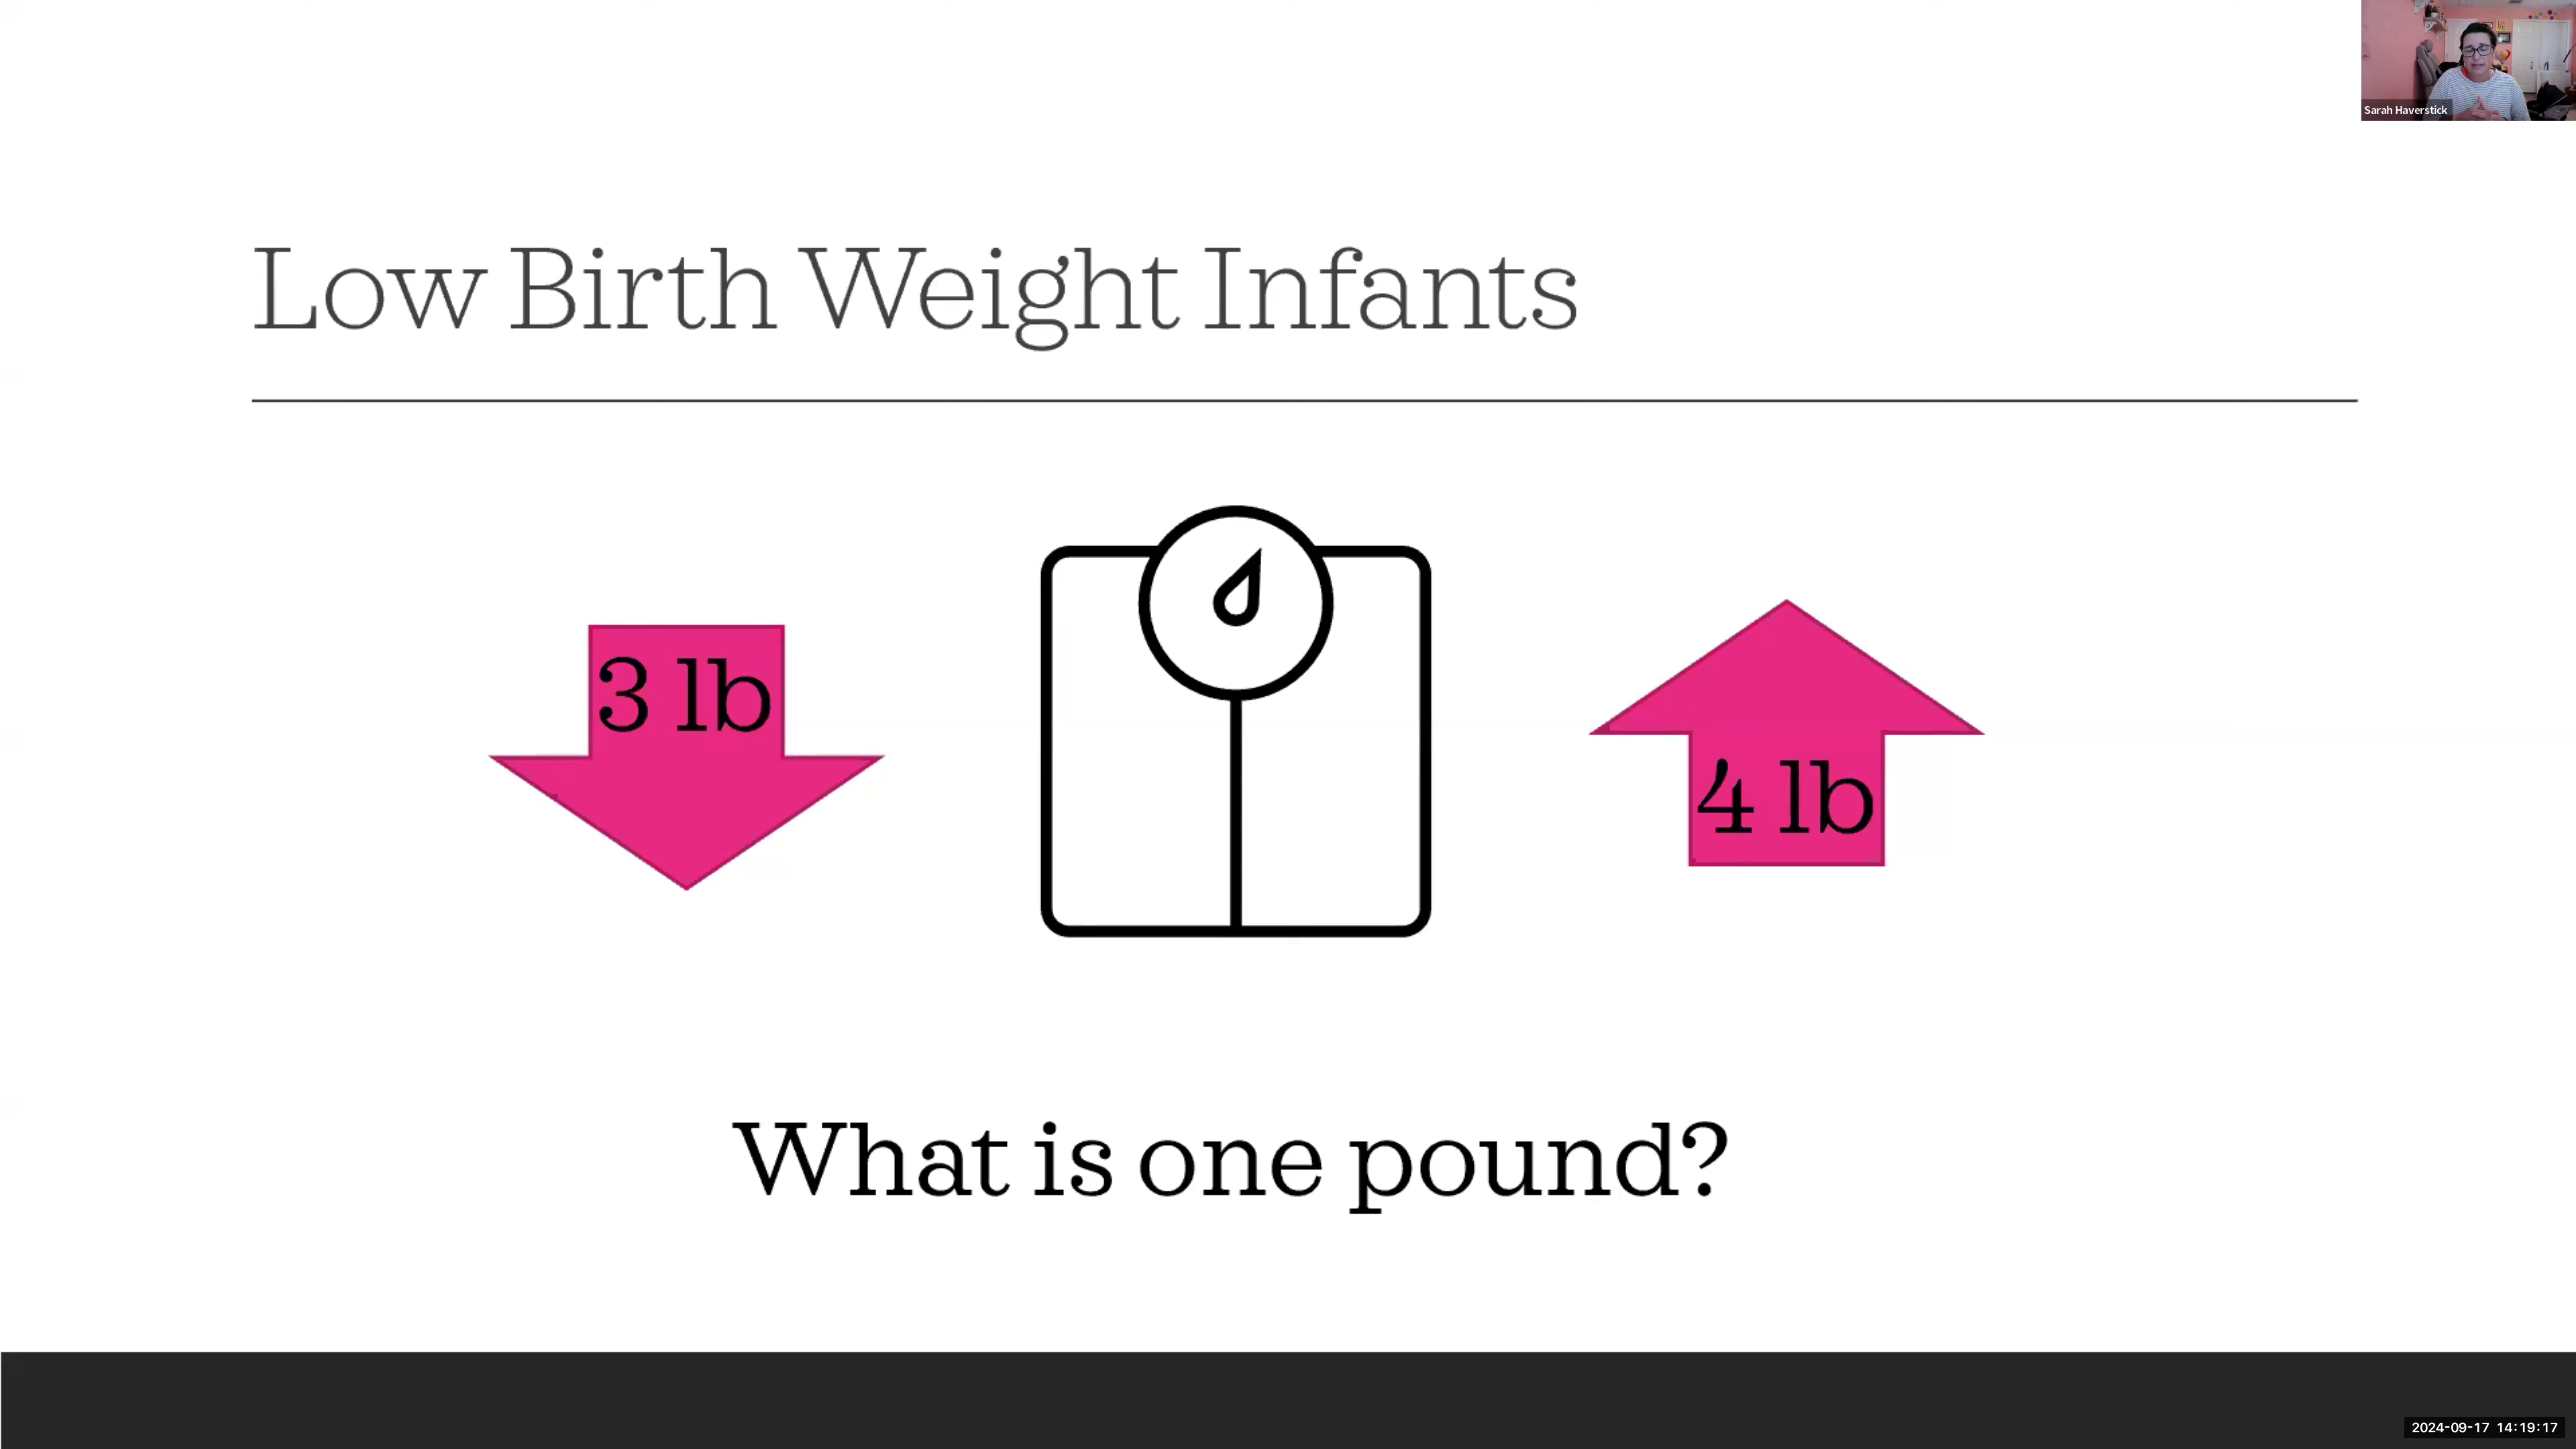 Sarah Haverstick
Low Birth Weight Infants
3 lb
4 lb
What is one pound?
2024-09-17 14:19:17